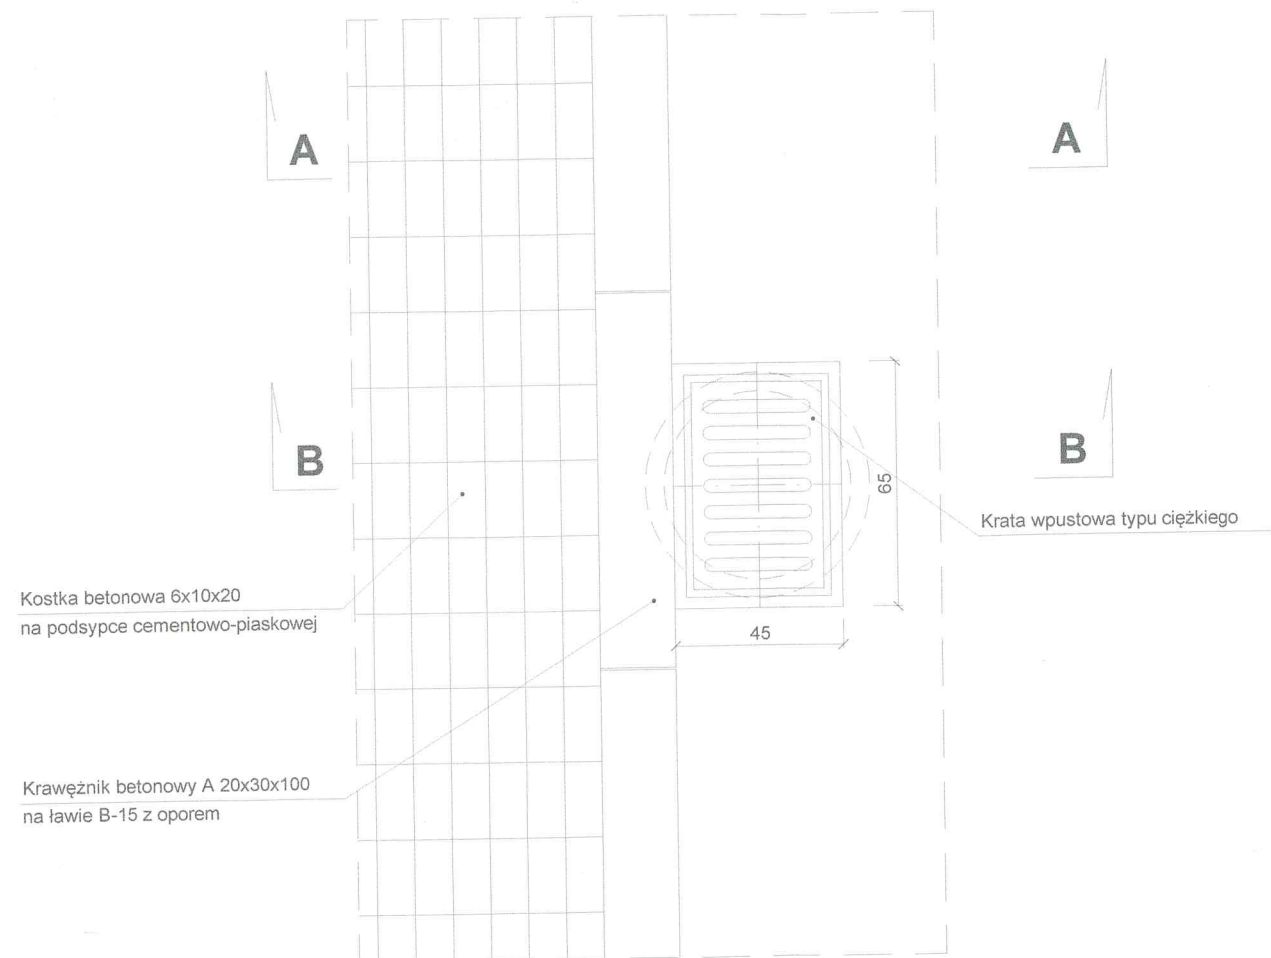 A
A
B
B
65
Krata wpustowa typu ciężkiego
Kostka betonowa 6x10x20
na podsypce cementowo-piaskowej
45
Krawężnik betonowy A 20x30x100
na ławie B-15 z oporem